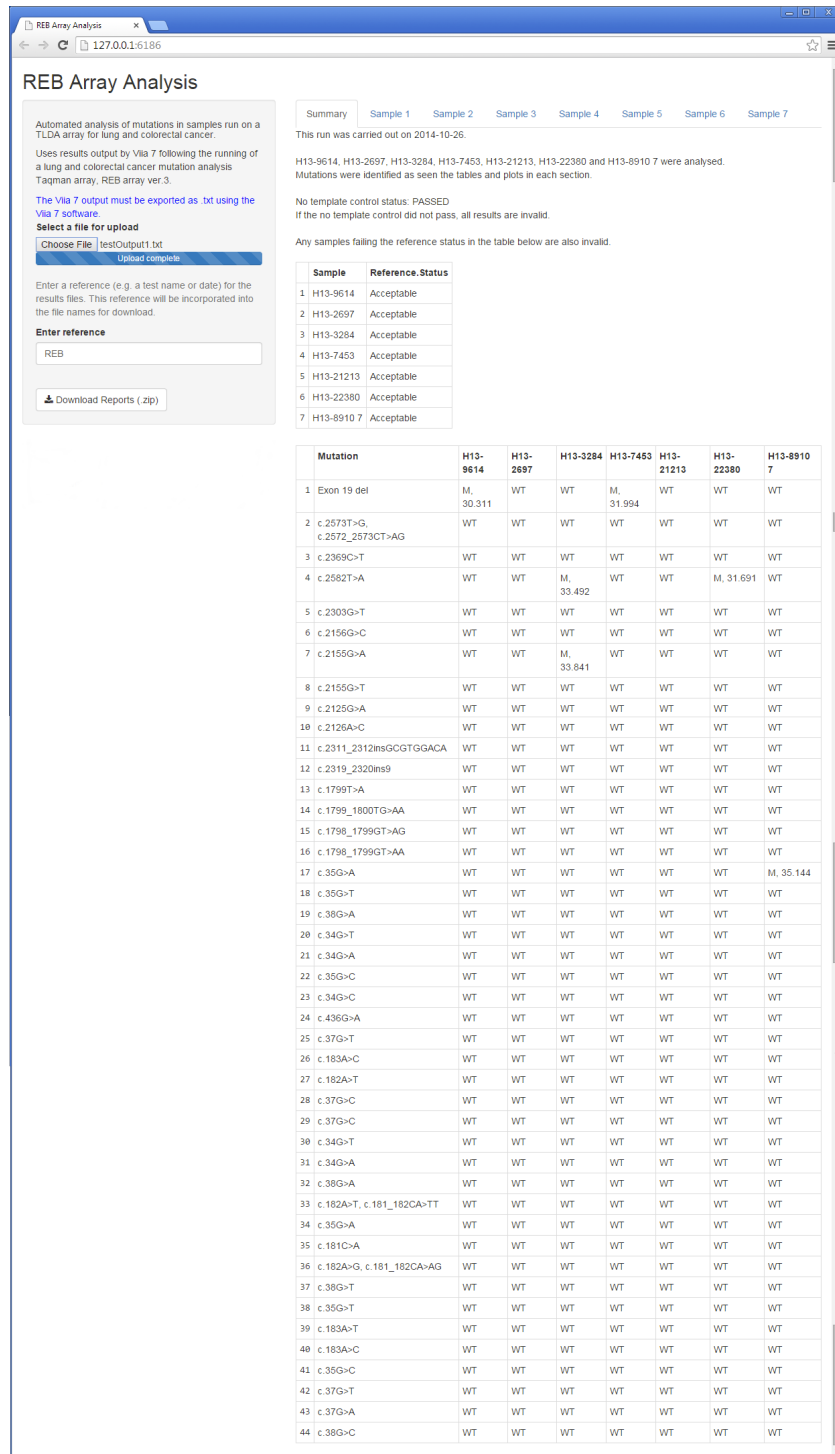 REB Array Analysis
127.0.0.1:6186
REB Array Analysis
Automated analysis of mutations in samples run on a
TLDA array for lung and colorectal cancer.
Uses results output by Viia 7 following the running of
a lung and colorectal cancer mutation analysis
Taqman array, REB array ver.3.
The Viia 7 output must be exported as .txt using the
Viia 7 software.
Select a file for upload
Choose File testOutput1.txt
Upload complete
Enter a reference (e.g. a test name or date) for the
results files. This reference will be incorporated into
the file names for download.
Enter reference
REB
Download Reports (.zip)
Summary Sample 1 Sample 2 Sample 3 Sample 4 Sample 5 Sample 6 Sample 7
This run was carried out on 2014-10-26.
H13-9614, H13-2697, H13-3284, H13-7453, H13-21213, H13-22380 and H13-8910 7 were analysed.
Mutations were identified as seen the tables and plots in each section.
No template control status: PASSED
If the no template control did not pass, all results are invalid.
Any samples failing the reference status in the table below are also invalid.
Sample Reference.Status
1 H13-9614 Acceptable
2 H13-2697 Acceptable
3 H13-3284 Acceptable
4 H13-7453 Acceptable
5 H13-21213 Acceptable
6 H13-22380 Acceptable
7 H13-8910 7 Acceptable
Mutation H13- H13- H13-3284 H13-7453 H13- H13- H13-8910
9614 2697 21213 22380 7
1 Exon 19 del M, WT WT M, WT WT WT
30.311 31.994
2 c.2573T>G, WT WT WT WT WT WT WT
c.2572_2573CT>AG
3 c.2369C>T WT WT WT WT WT WT WT
4 c.2582T>A WT WT M, WT WT M, 31.691 WT
33.492
5 c.2303G>T WT WT WT WT WT WT WT
6 c.2156G>C WT WT WT WT WT WT WT
7 c.2155G>A WT WT M, WT WT WT WT
33.841
8 c.2155G>T WT WT WT WT WT WT WT
9 c.2125G>A WT WT WT WT WT WT WT
10 c.2126A>C WT WT WT WT WT WT WT
11 c.2311_2312insGCGTGGACA WT WT WT WT WT WT WT
12 c.2319_2320ins9 WT WT WT WT WT WT WT
13 c.1799T>A WT WT WT WT WT WT WT
14 c.1799_1800TG>AA WT WT WT WT WT WT WT
15 c.1798_1799GT>AG WT WT WT WT WT WT WT
16 c.1798_1799GT>AA WT WT WT WT WT WT WT
17 c.35G>A WT WT WT WT WT WT M, 35.144
18 c.35G>T WT WT WT WT WT WT WT
19 c.38G>A WT WT WT WT WT WT WT
20 c.34G>T WT WT WT WT WT WT WT
21 c.34G>A WT WT WT WT WT WT WT
22 c.35G>C WT WT WT WT WT WT WT
23 c.34G>C WT WT WT WT WT WT WT
24 c.436G>A WT WT WT WT WT WT WT
25 c.37G>T WT WT WT WT WT WT WT
26 c.183A>C WT WT WT WT WT WT WT
27 c.182A>T WT WT WT WT WT WT WT
28 c.37G>C WT WT WT WT WT WT WT
29 c.37G>C WT WT WT WT WT WT WT
30 c.34G>T WT WT WT WT WT WT WT
31 c.34G>A WT WT WT WT WT WT WT
32 c.38G>A WT WT WT WT WT WT WT
33 c.182A>T, c.181_182CA>TT WT WT WT WT WT WT WT
34 c.35G>A WT WT WT WT WT WT WT
35 c.181C>A WT WT WT WT WT WT WT
36 c.182A>G, c.181_182CA>AG WT WT WT WT WT WT WT
37 c.38G>T WT WT WT WT WT WT WT
38 c.35G>T WT WT WT WT WT WT WT
39 c.183A>T WT WT WT WT WT WT WT
40 c.183A>C WT WT WT WT WT WT WT
41 c.35G>C WT WT WT WT WT WT WT
42 c.37G>T WT WT WT WT WT WT WT
43 c.37G>A WT WT WT WT WT WT WT
44 c.38G>C WT WT WT WT WT WT WT